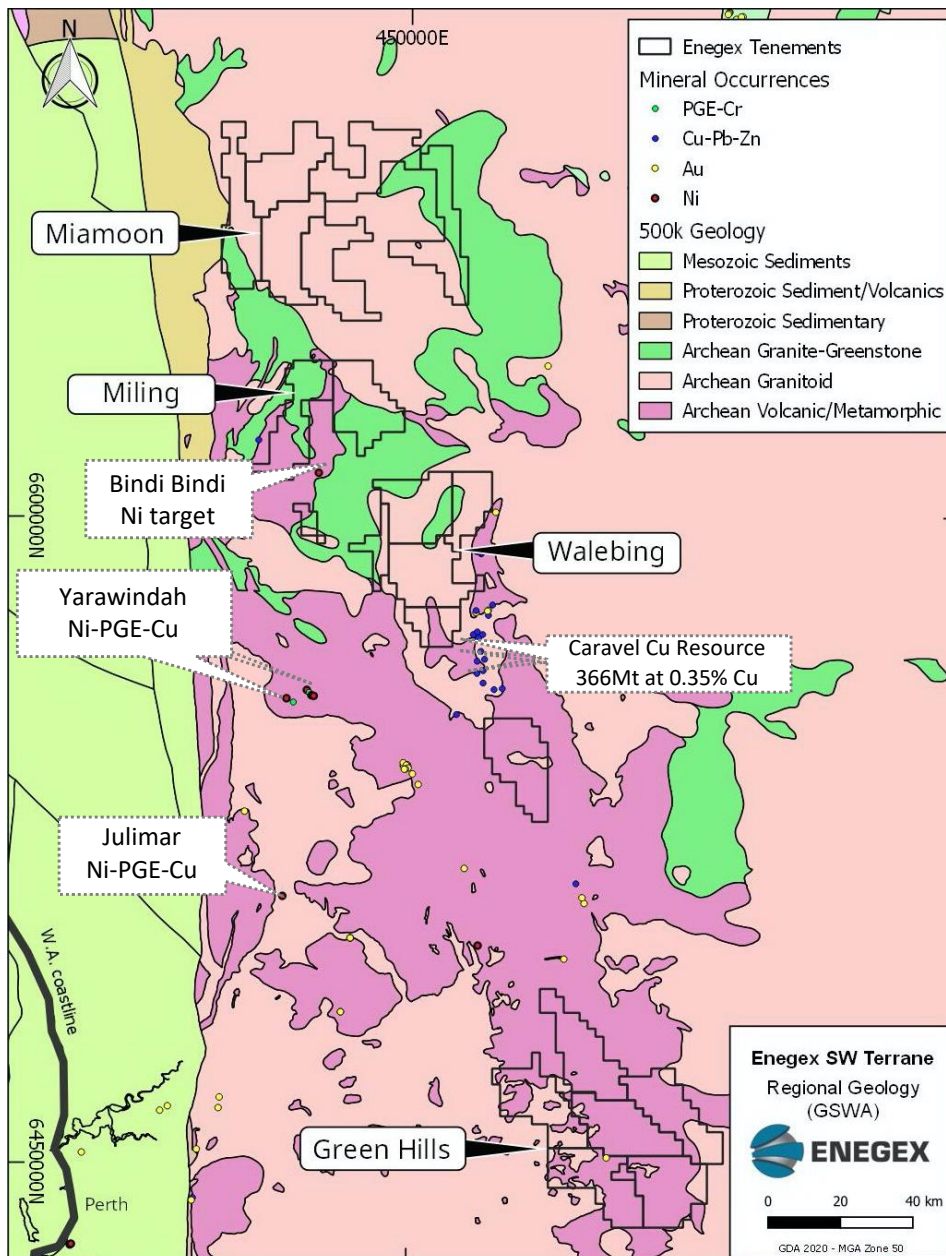 N
450000E
Enegex Tenements
Mineral Occurrences
PGE-Cr
Cu-Pb-Zn
Au
Ni
500k Geology
Mesozoic Sediments
Proterozoic Sediment/Volcanics
Proterozoic Sedimentary
Archean Granite-Greenstone
Archean Granitoid
Archean Volcanic/Metamorphic
Miamoon
Miling
Bindi Bindi
Ni target
6600000N
Walebing
Yarawindah
Ni-PGE-Cu
Caravel Cu Resource
366Mt at 0.35% Cu
Julimar
Ni-PGE-Cu
W.A. coastline
Green Hills
6450000N
Perth
Enegex SW Terrane
Regional Geology
(GSWA)
ENEGEX
0 20 40 km
GDA 2020 - MGA Zone 50